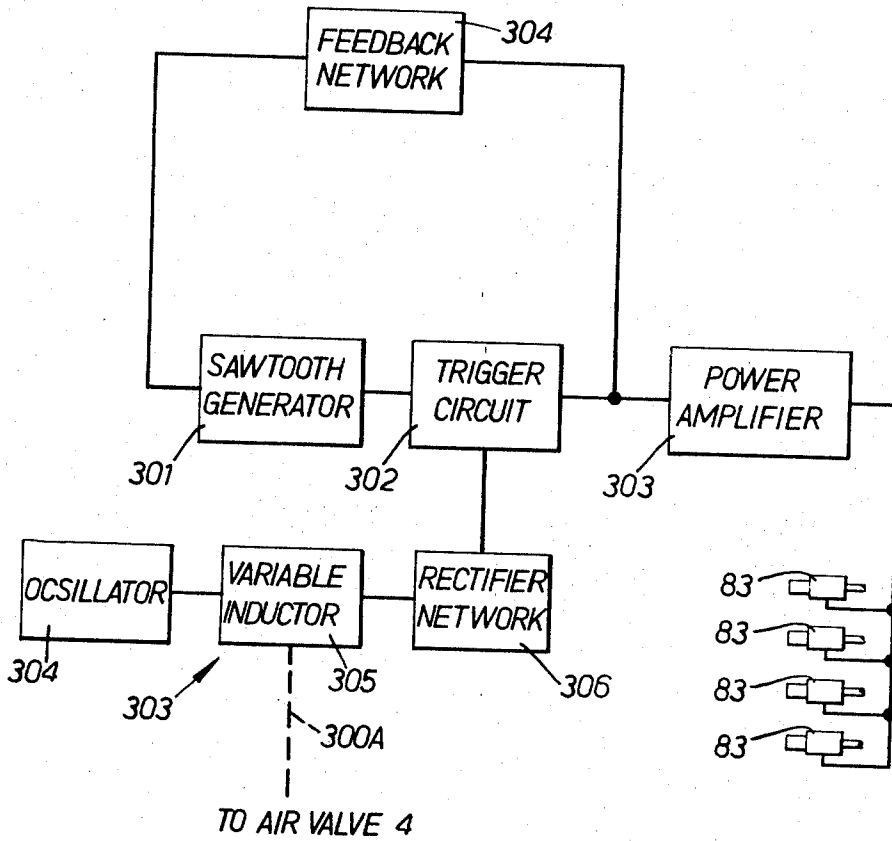 304
FEEDBACK
NETWORK
SAWTOOTH
GENERATOR
TRIGGER
CIRCUIT
POWER
AMPLIFIER
301
302
303
OCSILLATOR
VARIABLE
INDUCTOR
RECTIFIER
NETWORK
83
83
83
83
304
303
305
306
300A
TO AIR VALVE 4